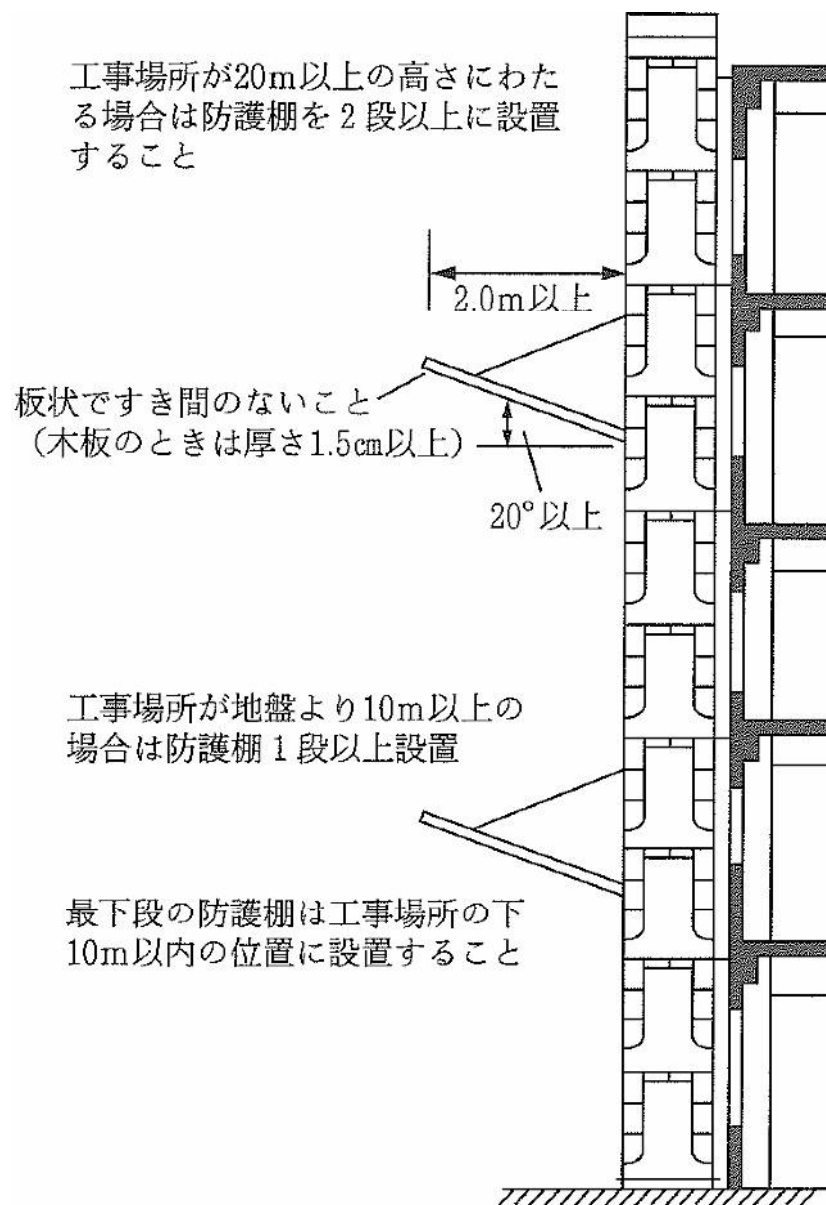 工事場所が20m以上の高さにわた
る場合は防護棚を2段以上に設置
すること
2.0m以上
板状ですき間のないこと
(木板のときは厚さ1.5㎝以上)
20°以上
工事場所が地盤より10m以上の
場合は防護棚1段以上設置
最下段の防護棚は工事場所の下
10m以内の位置に設置すること